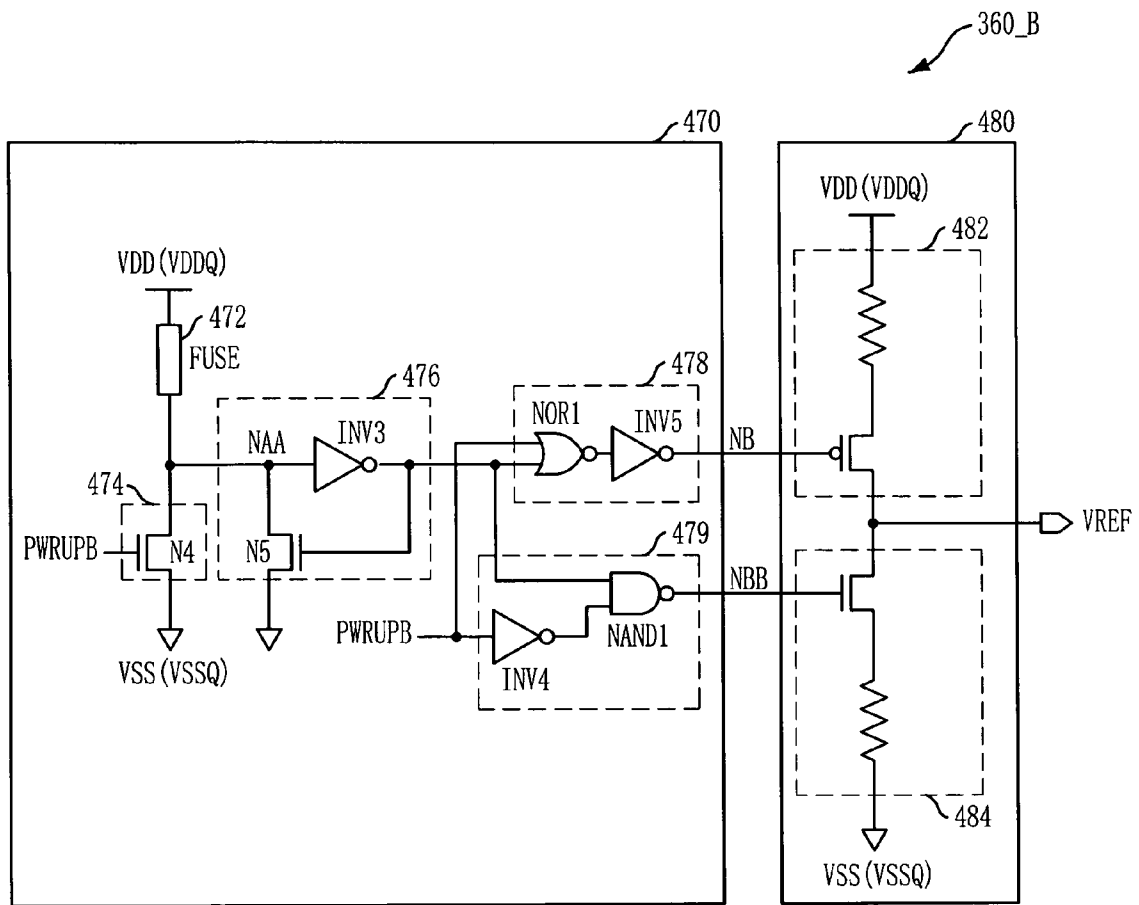 360_B
470
480
VDD(VDDQ)
482
VDD(VDDQ)
472
FUSE
476
478
NOR1
INV5
NB
NAA
INV3
474
PWRUPB
N4
N5
479
VREF
NBB
PWRUPB
NAND1
INV4
VSS(VSSQ)
484
VSS(VSSQ)